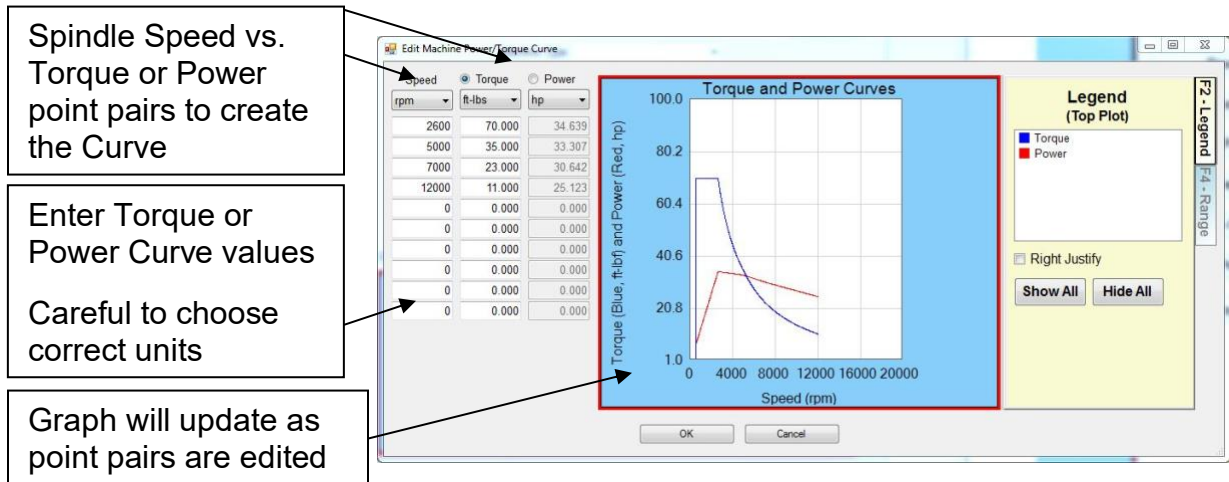 Spindle Speed vs.
Torque or Power
point pairs to create
the Curve
Enter Torque or
Power Curve values
Careful to choose
correct units
Graph will update as
point pairs are edited
Edit Machine Power/Torque Curve
Speed Torque Power
rpm ft-lbs hp
2600 70.000 34.639
5000 35.000 33.307
7000 23.000 30.642
12000 11.000 25.123
0 0.000 0.000
0 0.000 0.000
0 0.000 0.000
0 0.000 0.000
0 0.000 0.000
0 0.000 0.000
Torque and Power Curves
Torque (Blue, ft-lbf) and Power (Red, hp)
100.0
80.2
60.4
40.6
20.8
1.0
0 4000 8000 12000 16000 20000
Speed (rpm)
Legend
(Top Plot)
Torque
Power
Right Justify
Show All Hide All
F2 - Legend
F4 - Range
OK Cancel